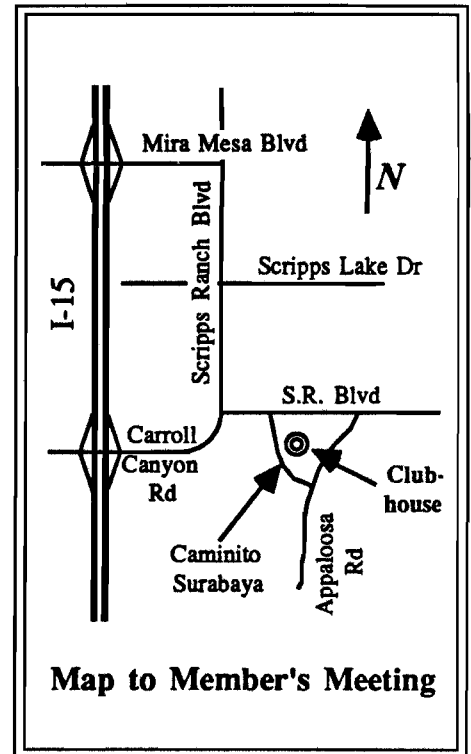 Mira Mesa Blvd
N
Scripps Ranch Blvd
Scripps Lake Dr
I-15
S.R. Blvd
Carroll
Canyon
Rd
Club-
house
Caminito
Surabaya
Appaloosa
Rd
Map to Member's Meeting